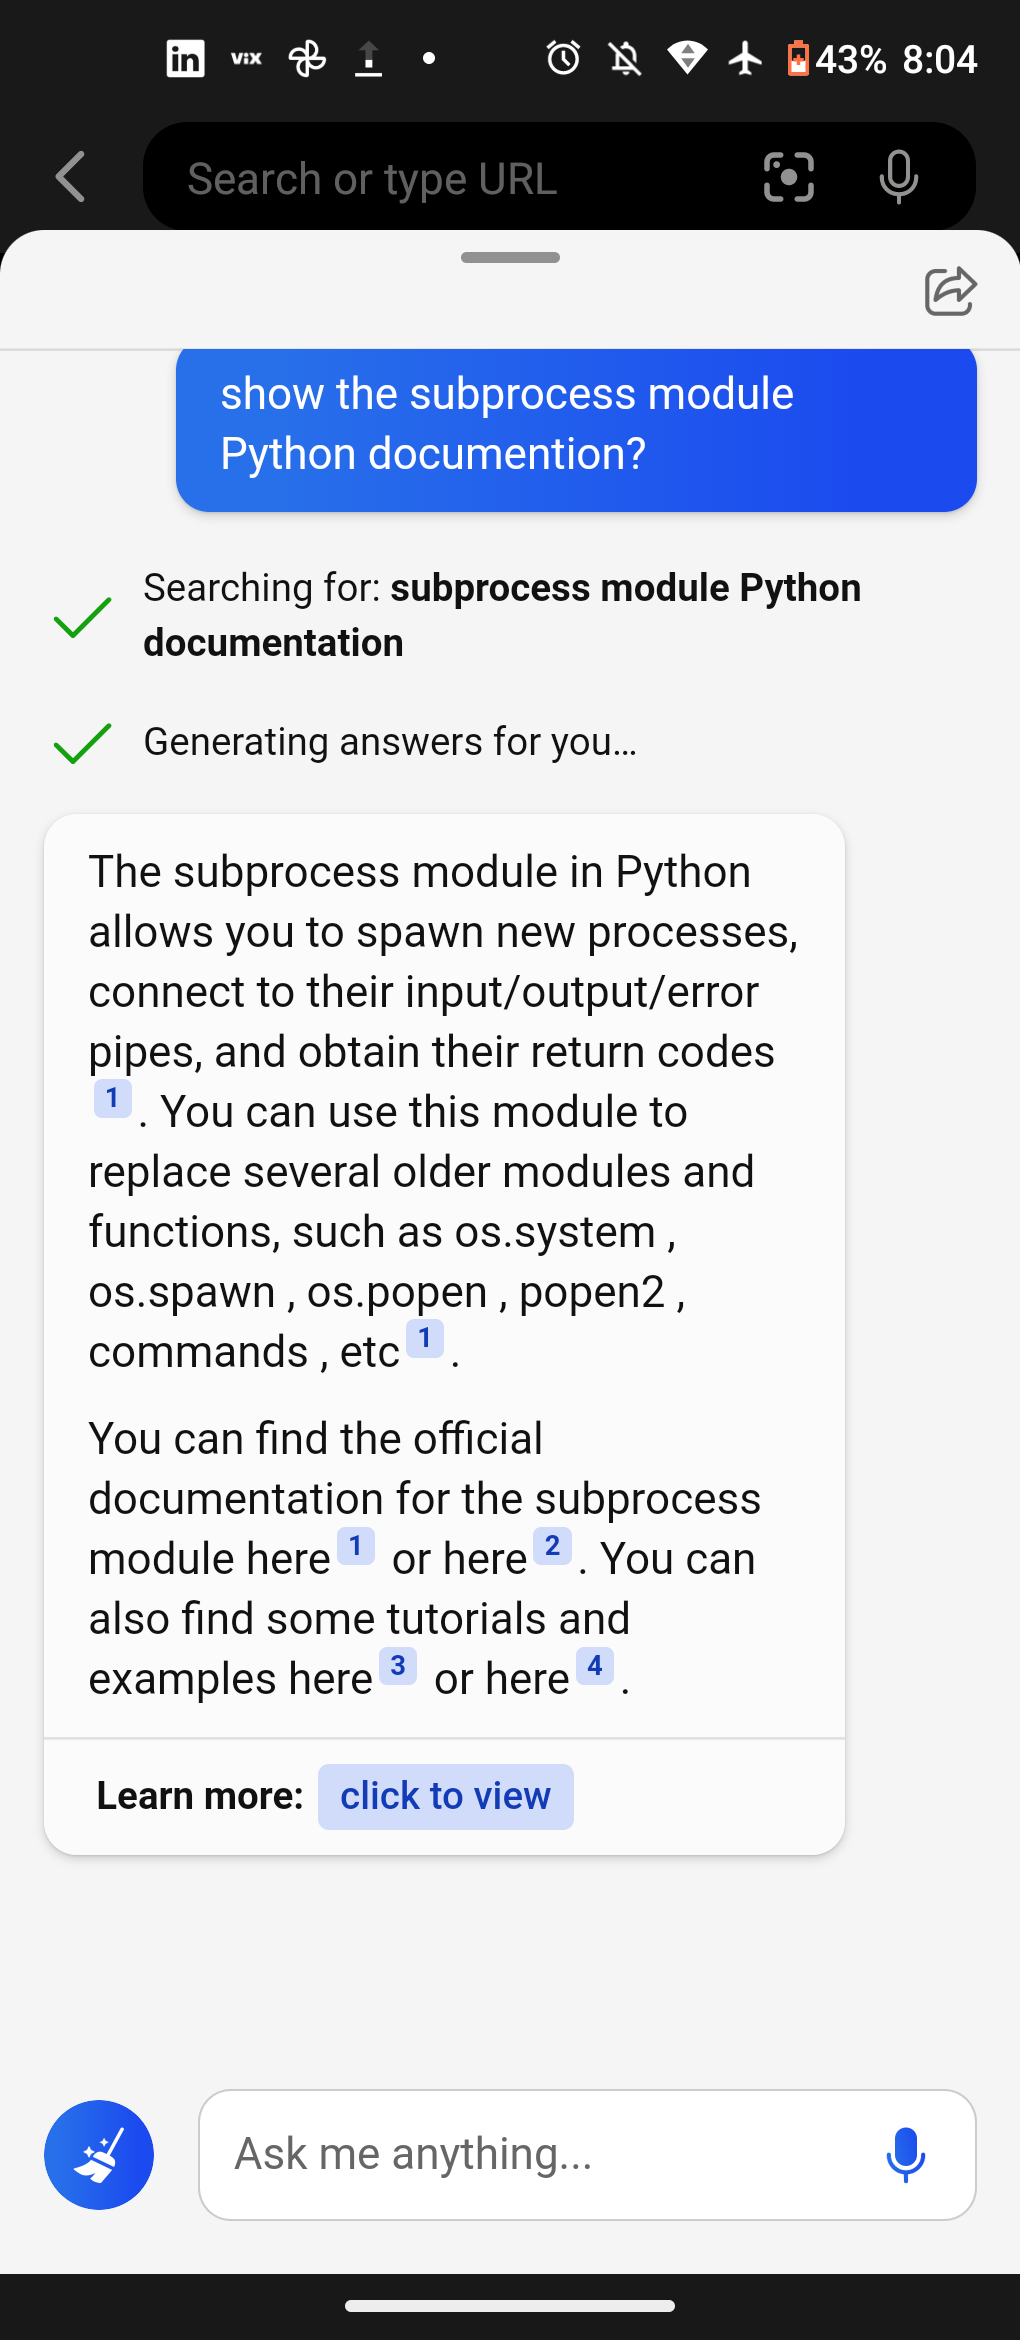 in vix 43% 8:04
Search or type URL
show the subprocess module
Python documention?
Searching for: subprocess module Python
documentation
Generating answers for you...
The subprocess module in Python
allows you to spawn new processes,
connect to their input/output/error
pipes, and obtain their return codes
1 . You can use this module to
replace several older modules and
functions, such as os.system ,
os.spawn , os.popen , popen2 ,
commands , etc 1 .
You can find the official
documentation for the subprocess
module here 1 or here 2 . You can
also find some tutorials and
examples here 3 or here 4 .
Learn more: click to view
Ask me anything...